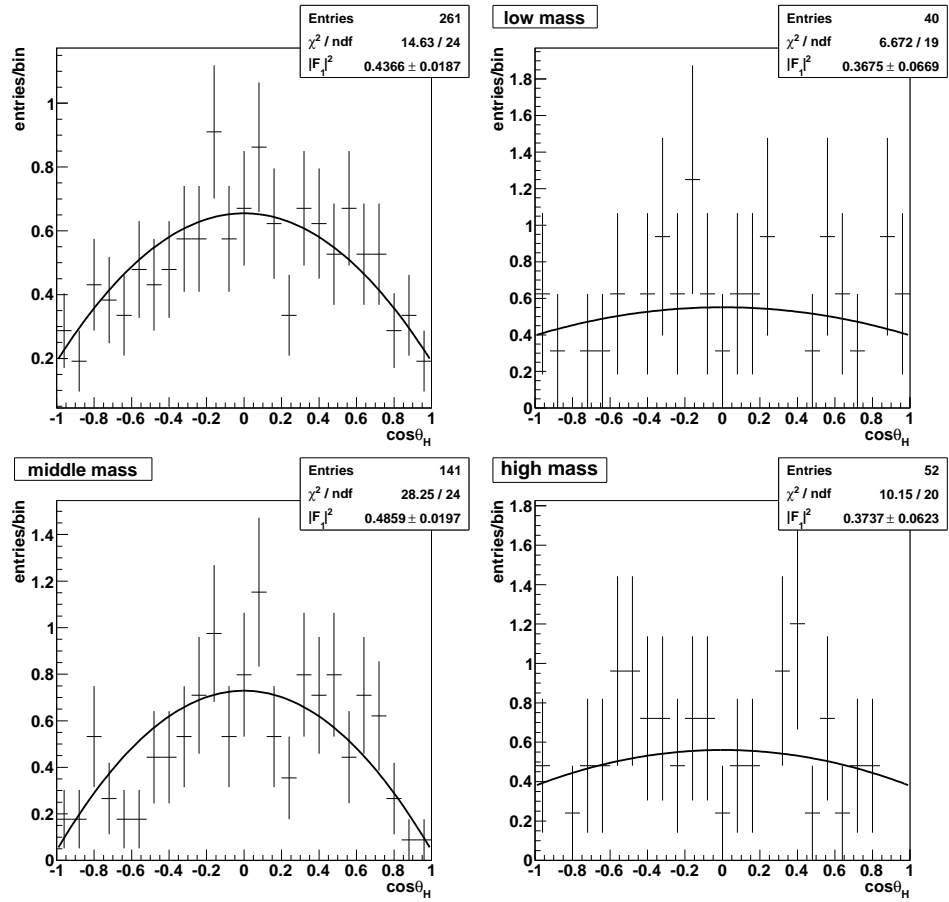 Entries 261
χ² / ndf 14.63 / 24
|F₁|² 0.4366 ± 0.0187
entries/bin
1
0.8
0.6
0.4
0.2
-1 -0.8 -0.6 -0.4 -0.2 0 0.2 0.4 0.6 0.8 1
cosθ_H
low mass
Entries 40
χ² / ndf 6.672 / 19
|F₁|² 0.3675 ± 0.0669
entries/bin
1.8
1.6
1.4
1.2
1
0.8
0.6
0.4
0.2
0
-1 -0.8 -0.6 -0.4 -0.2 0 0.2 0.4 0.6 0.8 1
cosθ_H
middle mass
Entries 141
χ² / ndf 28.25 / 24
|F₁|² 0.4859 ± 0.0197
entries/bin
1.4
1.2
1
0.8
0.6
0.4
0.2
0
-1 -0.8 -0.6 -0.4 -0.2 0 0.2 0.4 0.6 0.8 1
cosθ_H
high mass
Entries 52
χ² / ndf 10.15 / 20
|F₁|² 0.3737 ± 0.0623
entries/bin
1.8
1.6
1.4
1.2
1
0.8
0.6
0.4
0.2
0
-1 -0.8 -0.6 -0.4 -0.2 0 0.2 0.4 0.6 0.8 1
cosθ_H